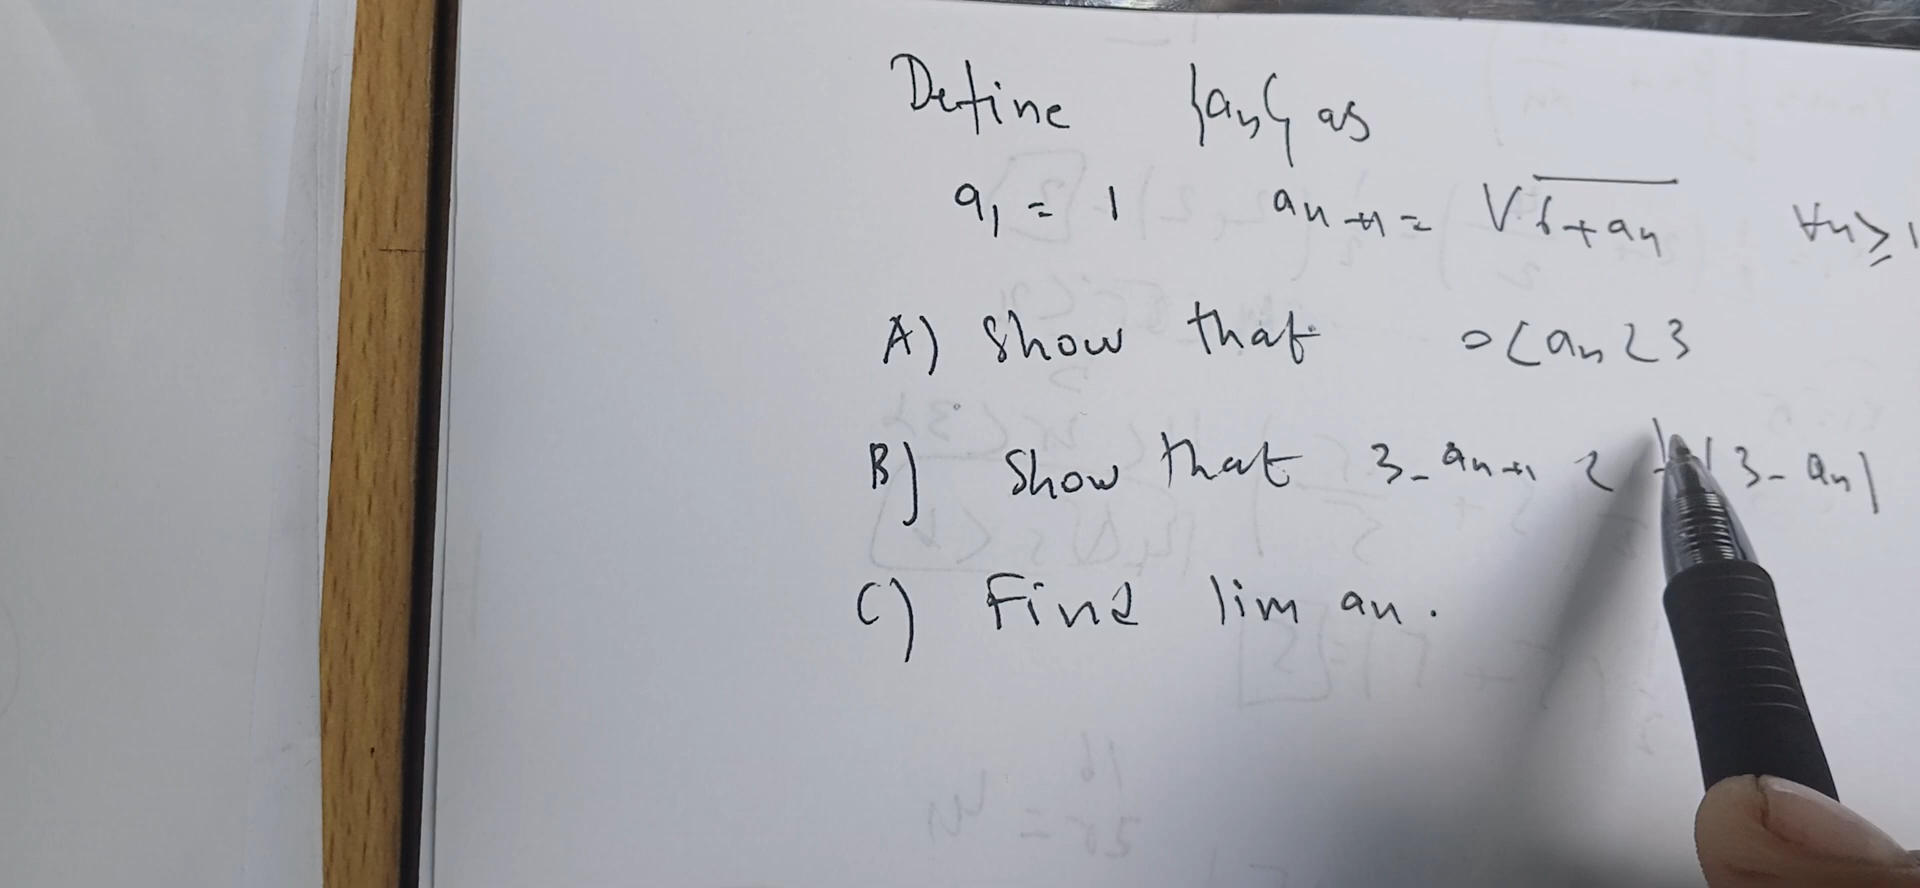 Define {an} as
a1 = 1 an+1 = √6+an ∀n≥1
A) Show that 0<an<3
B) Show that 3-an+1 < (3-an)
C) Find lim an.